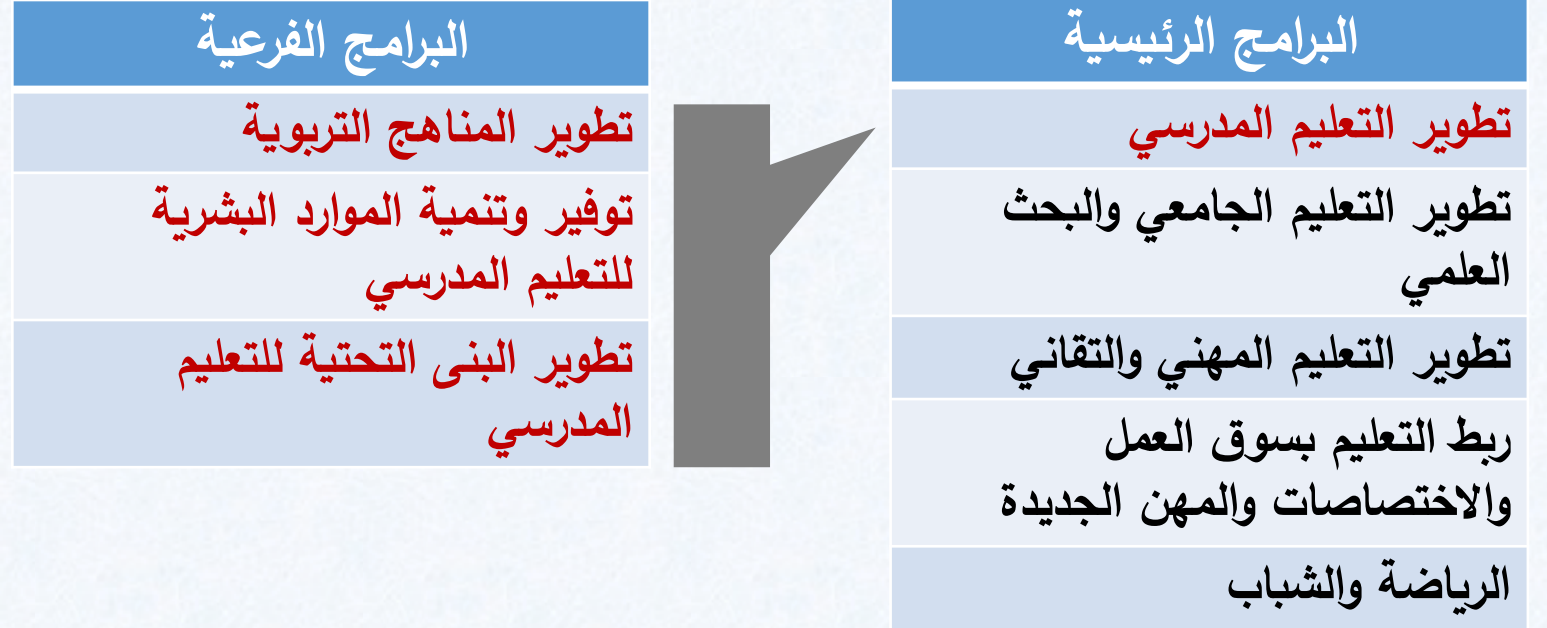 البرامج الرئيسية
تطوير التعليم المدرسي
تطوير التعليم الجامعي والبحث
العلمي
تطوير التعليم المهني والتقاني
ربط التعليم بسوق العمل
والاختصاصات والمهن الجديدة
الرياضة والشباب
البرامج الفرعية
تطوير المناهج التربوية
توفير وتنمية الموارد البشرية
للتعليم المدرسي
تطوير البنى التحتية للتعليم
المدرسي